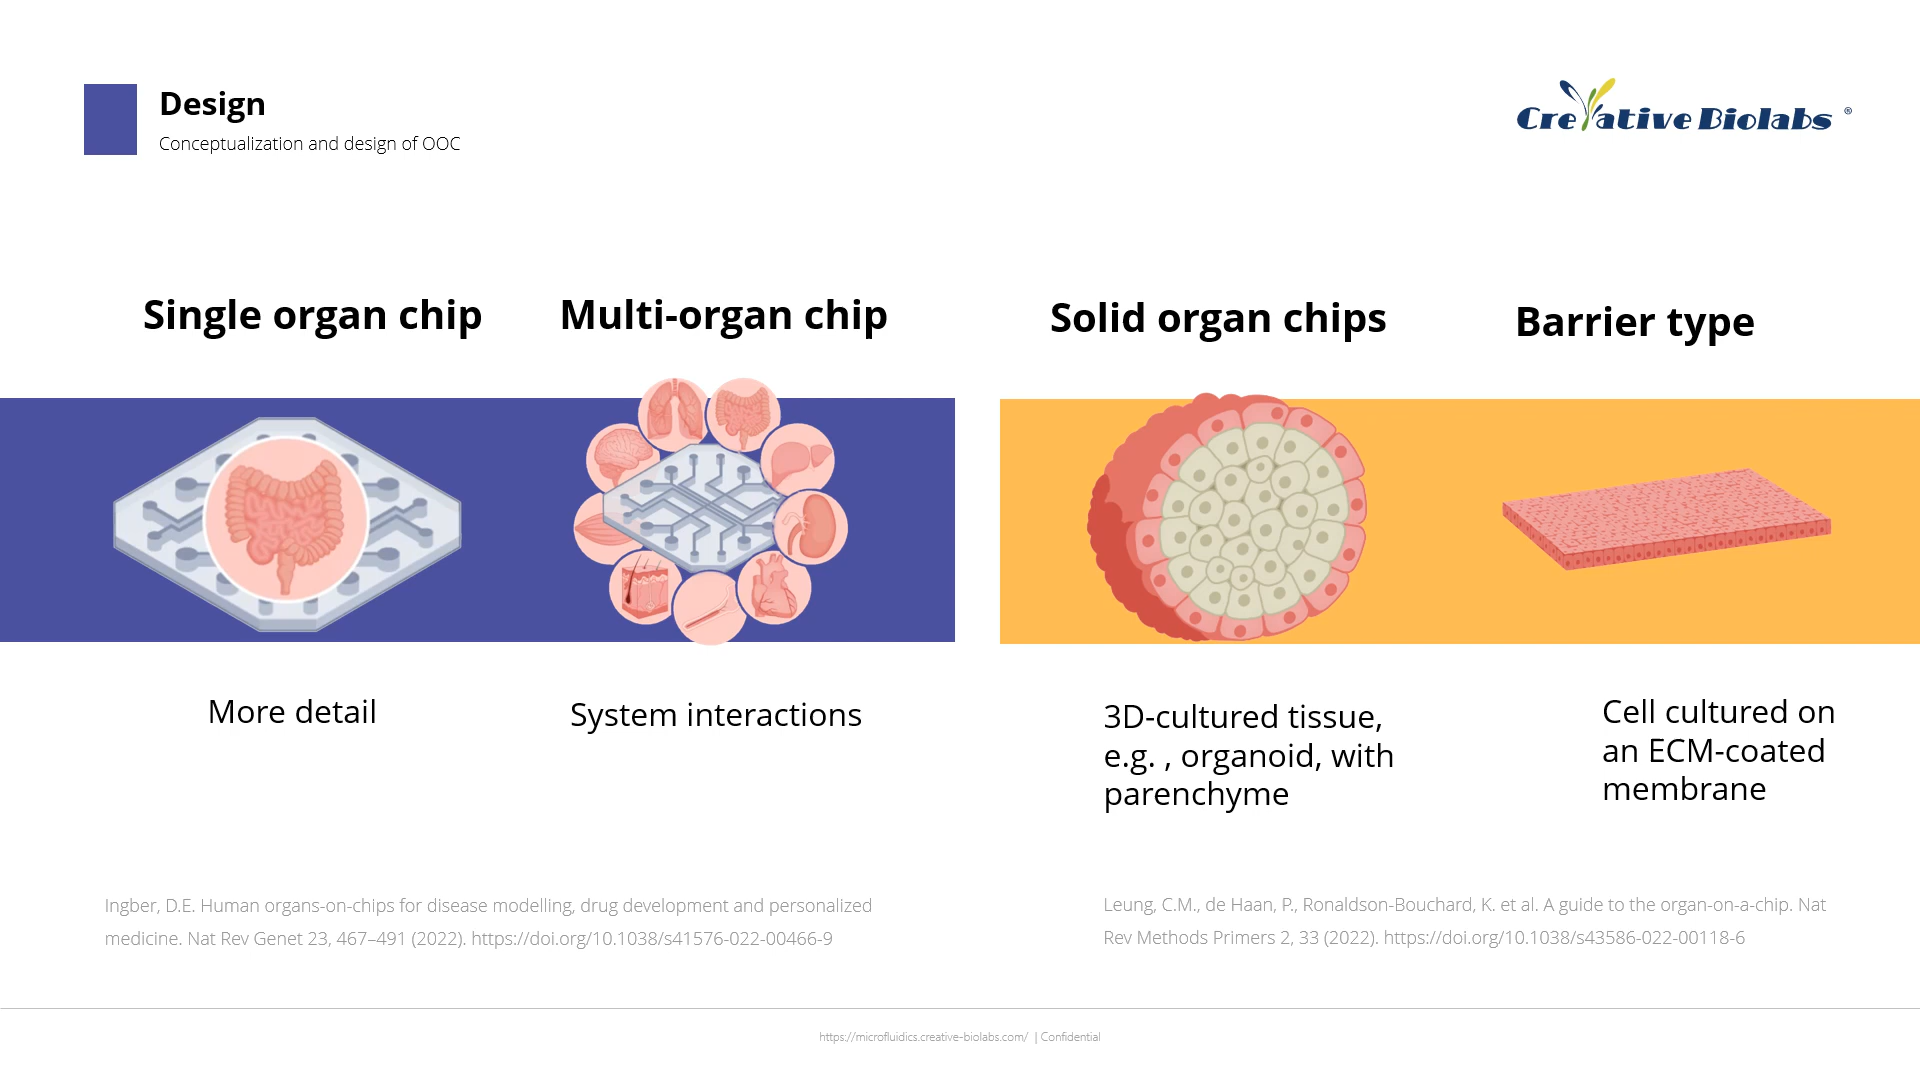 Design
Conceptualization and design of OOC
Creative Biolabs ®
Single organ chip
Multi-organ chip
Solid organ chips
Barrier type
More detail
System interactions
3D-cultured tissue,
e.g. , organoid, with
parenchyme
Cell cultured on
an ECM-coated
membrane
Ingber, D.E. Human organs-on-chips for disease modelling, drug development and personalized
medicine. Nat Rev Genet 23, 467–491 (2022). https://doi.org/10.1038/s41576-022-00466-9
Leung, C.M., de Haan, P., Ronaldson-Bouchard, K. et al. A guide to the organ-on-a-chip. Nat
Rev Methods Primers 2, 33 (2022). https://doi.org/10.1038/s43586-022-00118-6
https://microfluidics.creative-biolabs.com/ | Confidential